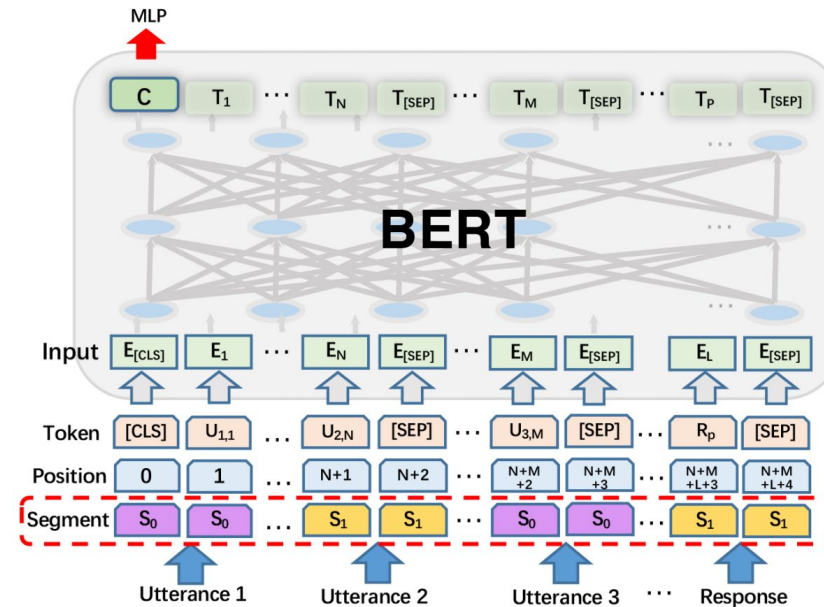 MLP
C T1 ... TN T[SEP] ... TM T[SEP] ... TP T[SEP]
...
...
BERT
...
Input E[CLS] E1 ... EN E[SEP] ... EM E[SEP] EL E[SEP]
Token [CLS] U1,1 ... U2,N [SEP] ... U3,M [SEP] ... Rp [SEP]
Position 0 1 ... N+1 N+2 ... N+M+2 N+M+3 ... N+M+L+3 N+M+L+4
Segment S0 S0 ... S1 S1 ... S0 S0 ... S1 S1
Utterance 1 Utterance 2 Utterance 3 ... Response